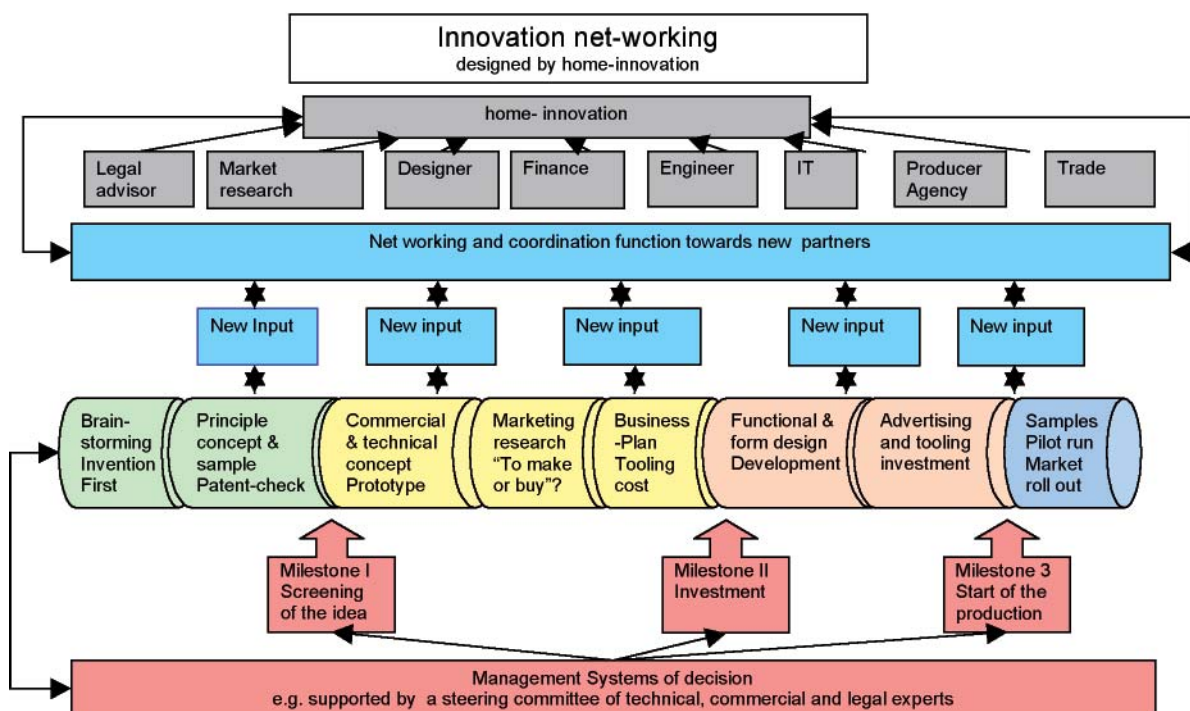 Innovation net-working
designed by home-innovation
home- innovation
Legal
advisor
Market
research
Designer
Finance
Engineer
IT
Producer
Agency
Trade
Net working and coordination function towards new partners
New Input
New input
New input
New input
New input
Brain-
storming
Invention
First
Principle
concept &
sample
Patent-check
Commercial
& technical
concept
Prototype
Marketing
research
“To make
or buy”?
Business
-Plan
Tooling
cost
Functional &
form design
Development
Advertising
and tooling
investment
Samples
Pilot run
Market
roll out
Milestone I
Screening
of the idea
Milestone II
Investment
Milestone 3
Start of the
production
Management Systems of decision
e.g. supported by a steering committee of technical, commercial and legal experts